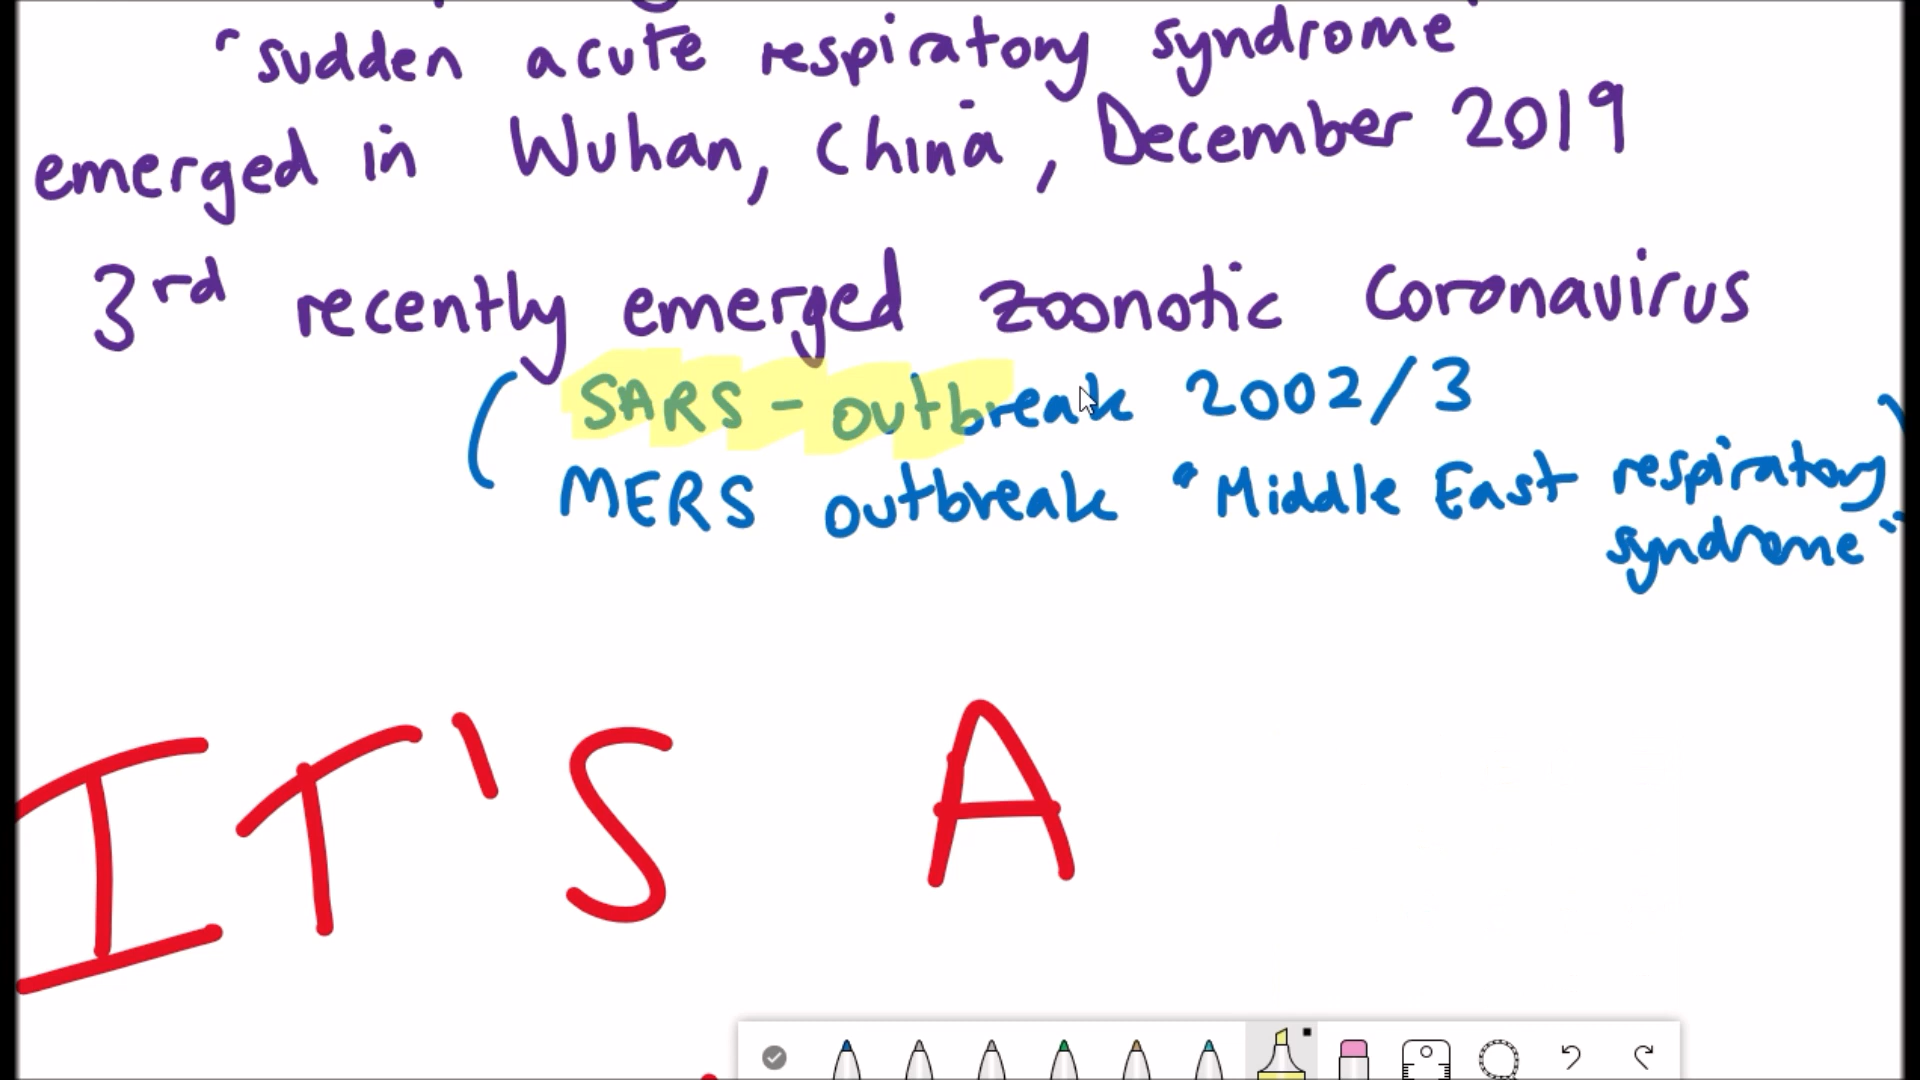 "sudden acute respiratory syndrome"
emerged in Wuhan, China, December 2019
3rd recently emerged zoonotic Coronavirus
(SARS - outbreak 2002/3
MERS outbreak "Middle East respiratory syndrome")
IT'S A